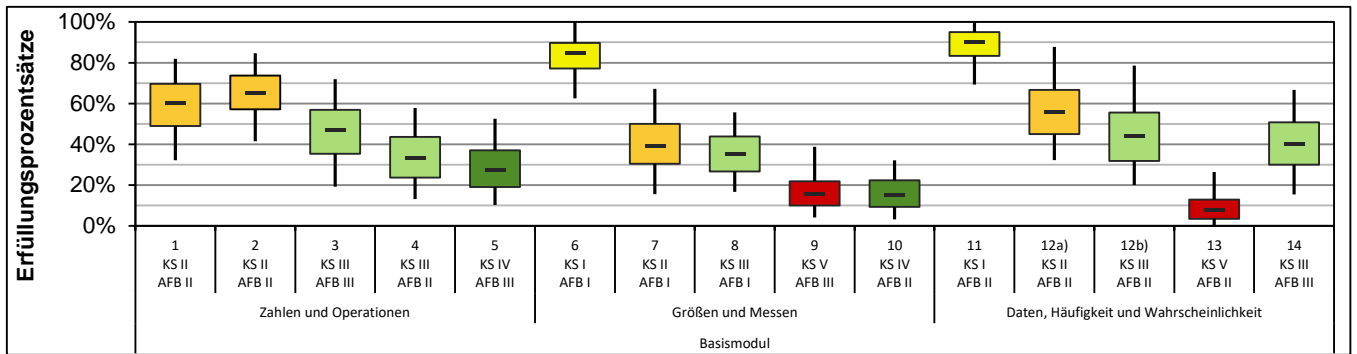 Erfüllungsprozentsätze
100%
80%
60%
40%
20%
0%
1 2 3 4 5 6 7 8 9 10 11 12a) 12b) 13 14
KS II KS II KS III KS III KS IV KS I KS II KS III KS V KS IV KS I KS II KS III KS V KS III
AFB II AFB II AFB III AFB II AFB III AFB I AFB II AFB I AFB III AFB II AFB II AFB II AFB II AFB II AFB III
Zahlen und Operationen Größen und Messen Daten, Häufigkeit und Wahrscheinlichkeit
Basismodul